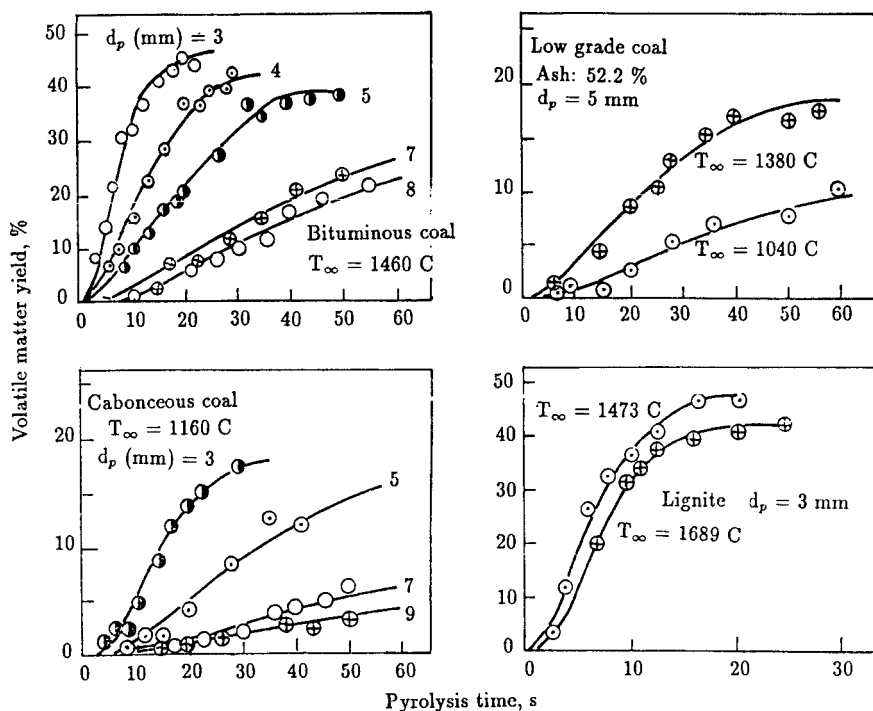 Volatile matter yield, %
d_p (mm) = 3
4
5
7
8
Bituminous coal
T_∞ = 1460 C
50
40
30
20
10
0
0 10 20 30 40 50 60
Low grade coal
Ash: 52.2 %
d_p = 5 mm
T_∞ = 1380 C
T_∞ = 1040 C
20
10
0
0 10 20 30 40 50 60
Cabonceous coal
T_∞ = 1160 C
d_p (mm) = 3
5
7
9
20
10
0
0 10 20 30 40 50 60
T_∞ = 1473 C
Lignite d_p = 3 mm
T_∞ = 1689 C
50
40
30
20
10
0
0 10 20 30
Pyrolysis time, s